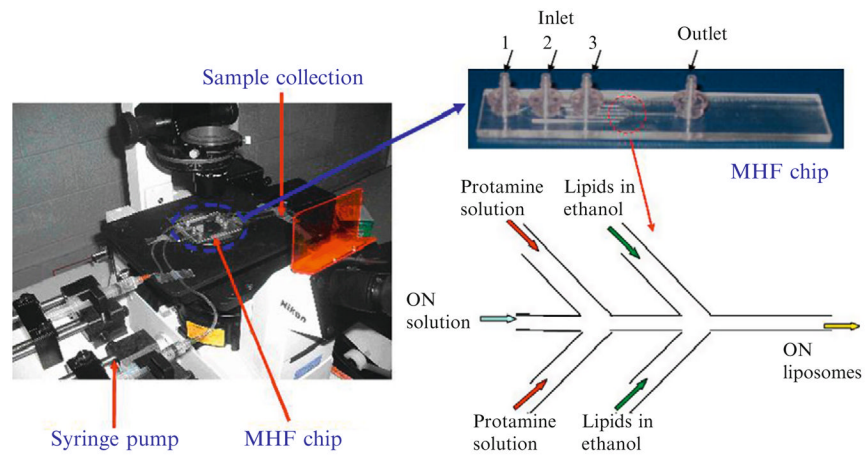 Inlet
1 2 3
Outlet
Sample collection
MHF chip
Nikon
Syringe pump
MHF chip
Protamine
solution
Lipids in
ethanol
ON
solution
ON
liposomes
Protamine
solution
Lipids in
ethanol